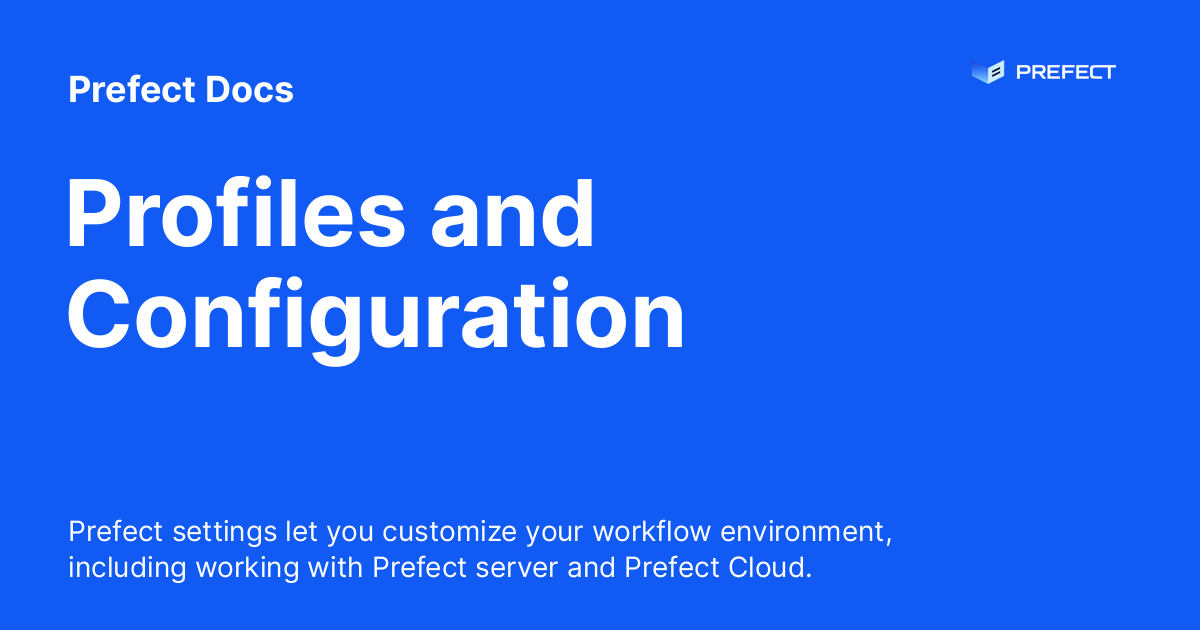 Prefect Docs
PREFECT
Profiles and
Configuration
Prefect settings let you customize your workflow environment,
including working with Prefect server and Prefect Cloud.